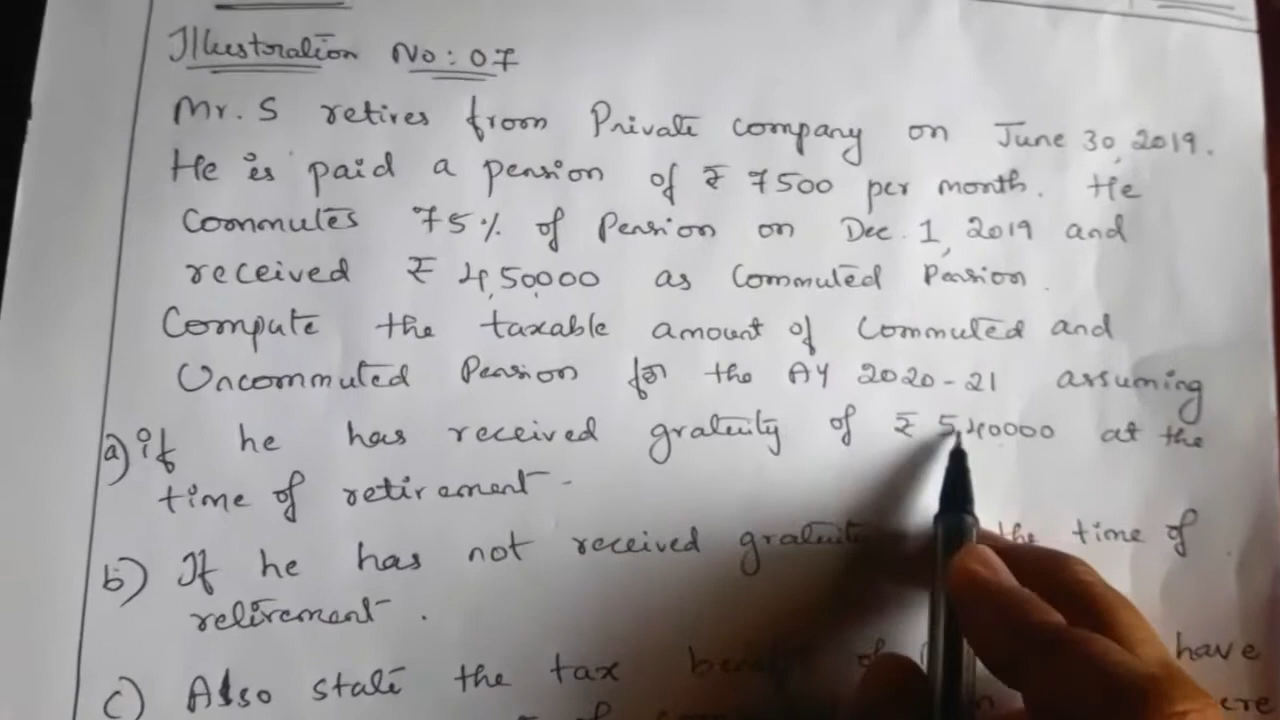 Illustration No: 07
Mr. S retires from Private company on June 30, 2019.
He is paid a pension of ₹ 7500 per month. He
Commutes 75% of Pension on Dec. 1, 2019 and
received ₹ 4,50,000 as Commuted Pension.
Compute the taxable amount of Commuted and
Uncommuted Pension for the AY 2020-21 assuming
a) if he has received gratuity of ₹ 5,40000 at the
time of retirement.
b) If he has not received the time of
retirement.
c) Also state the tax of have